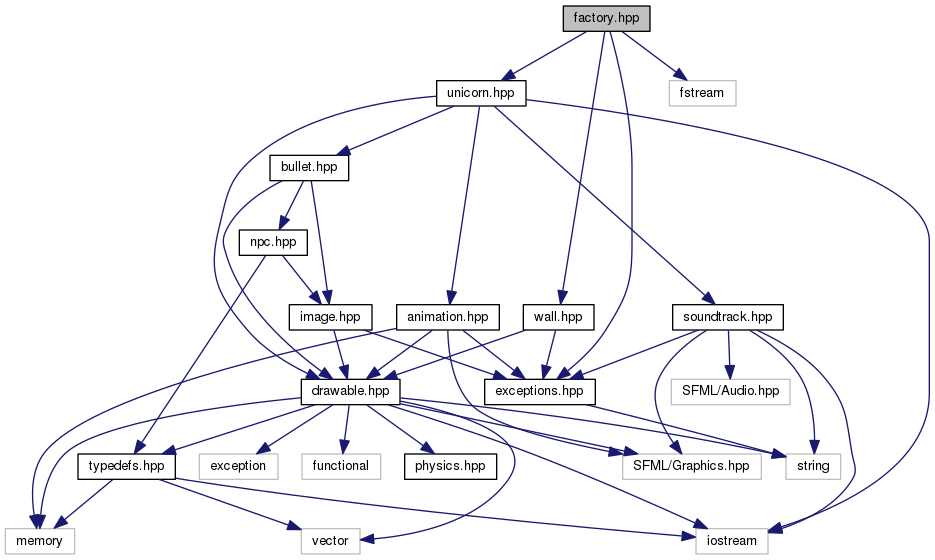 factory.hpp
unicorn.hpp
fstream
bullet.hpp
npc.hpp
image.hpp
animation.hpp
wall.hpp
soundtrack.hpp
drawable.hpp
exceptions.hpp
SFML/Audio.hpp
typedefs.hpp
exception
functional
physics.hpp
SFML/Graphics.hpp
string
memory
vector
iostream